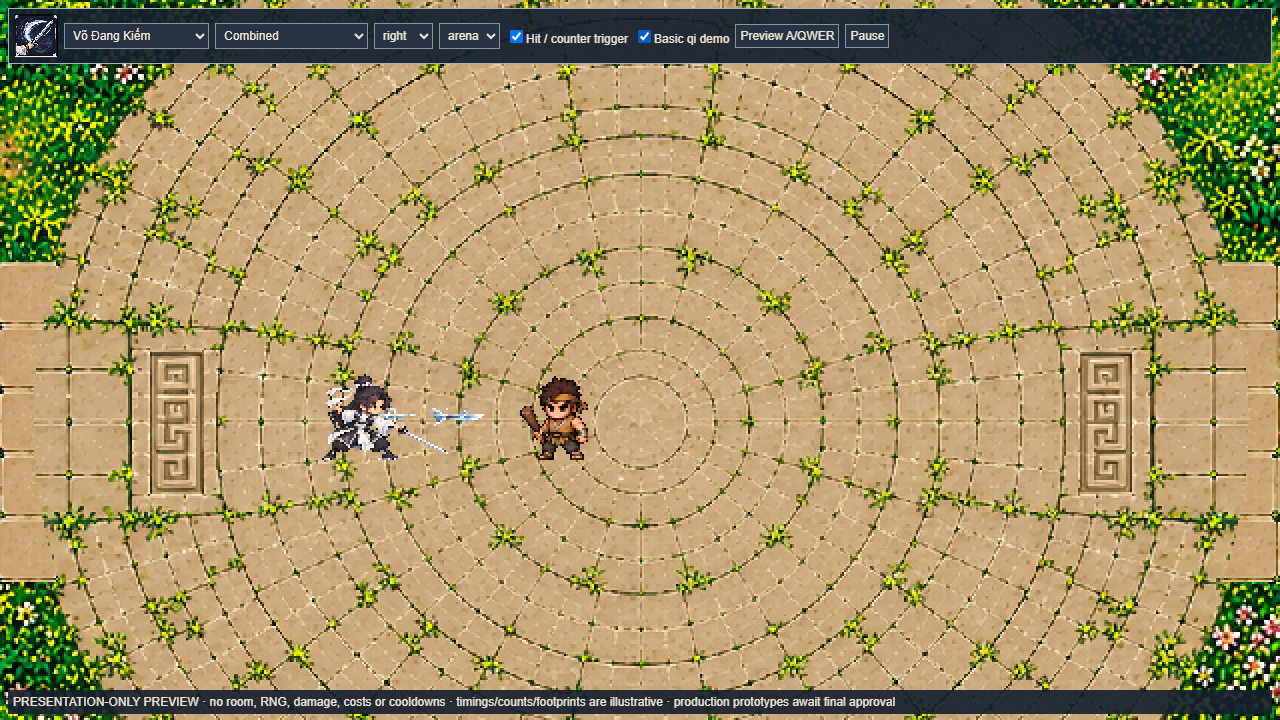 Võ Đang Kiếm Combined right arena Hit / counter trigger Basic qi demo Preview A/QWER Pause
PRESENTATION-ONLY PREVIEW · no room, RNG, damage, costs or cooldowns · timings/counts/footprints are illustrative · production prototypes await final approval